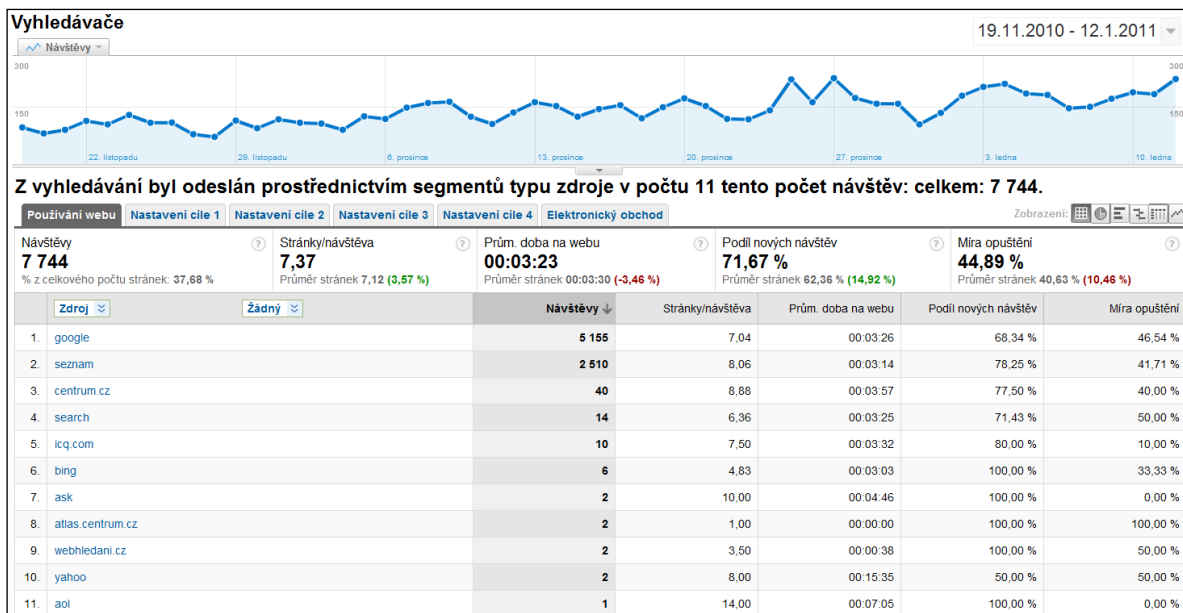 Vyhledávače
19.11.2010 - 12.1.2011
Návštěvy
300 300
150 150
22. listopadu 29. listopadu 6. prosince 13. prosince 20. prosince 27. prosince 3. ledna 10. ledna
Z vyhledávání byl odeslán prostřednictvím segmentů typu zdroje v počtu 11 tento počet návštěv: celkem: 7 744.
Používání webu Nastavení cíle 1 Nastavení cíle 2 Nastavení cíle 3 Nastavení cíle 4 Elektronický obchod Zobrazení:
Návštěvy ? Stránky/návštěva ? Prům. doba na webu ? Podíl nových návštěv ? Míra opuštění ?
7 744 7,37 00:03:23 71,67 % 44,89 %
% z celkového počtu stránek: 37,68 % Průměr stránek 7,12 (3,57 %) Průměr stránek 00:03:30 (-3,46 %) Průměr stránek 62,36 % (14,92 %) Průměr stránek 40,63 % (10,46 %)
Zdroj Žádný Návštěvy Stránky/návštěva Prům. doba na webu Podíl nových návštěv Míra opuštění
1. google 5 155 7,04 00:03:26 68,34 % 46,54 %
2. seznam 2 510 8,06 00:03:14 78,25 % 41,71 %
3. centrum.cz 40 8,88 00:03:57 77,50 % 40,00 %
4. search 14 6,36 00:03:25 71,43 % 50,00 %
5. icq.com 10 7,50 00:03:32 80,00 % 10,00 %
6. bing 6 4,83 00:03:03 100,00 % 33,33 %
7. ask 2 10,00 00:04:46 100,00 % 0,00 %
8. atlas.centrum.cz 2 1,00 00:00:00 100,00 % 100,00 %
9. webhledani.cz 2 3,50 00:00:38 100,00 % 50,00 %
10. yahoo 2 8,00 00:15:35 50,00 % 50,00 %
11. aol 1 14,00 00:07:05 100,00 % 0,00 %